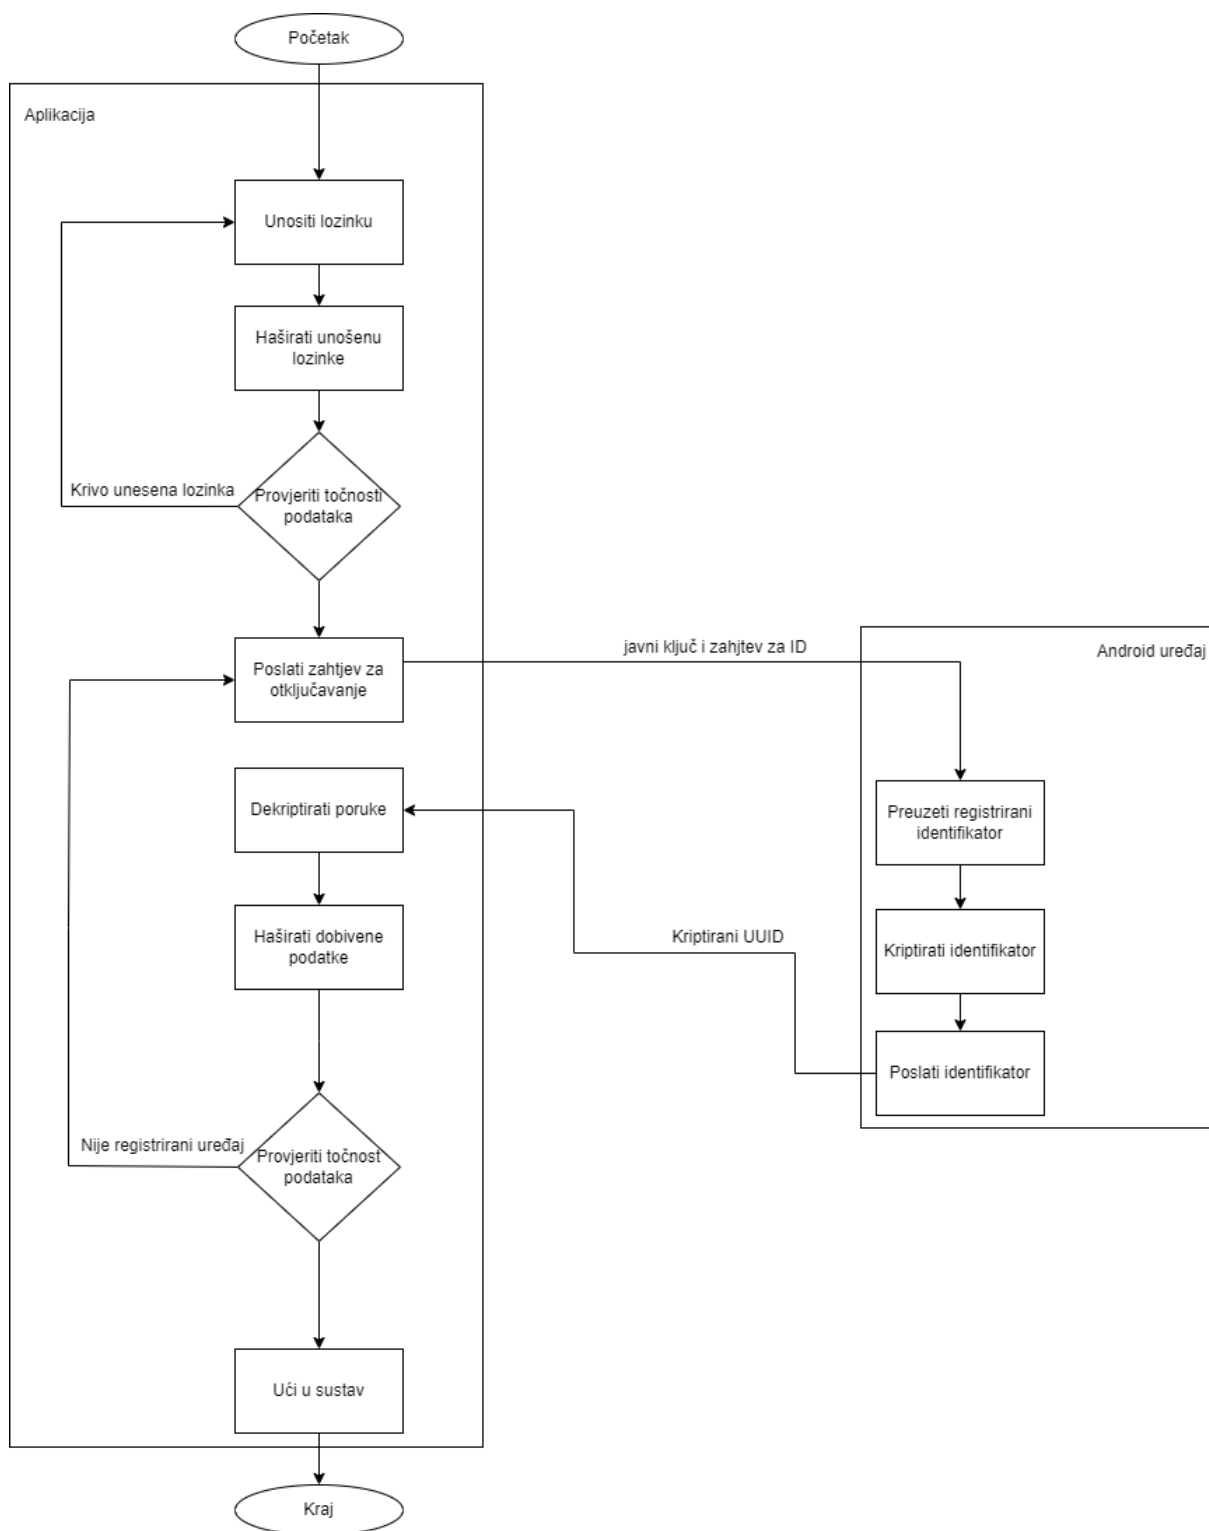 Početak
Aplikacija
Unositi lozinku
Haširati unošenu
lozinke
Krivo unesena lozinka
Provjeriti točnosti
podataka
Poslati zahtjev za
otključavanje
javni ključ i zahjtev za ID
Android uređaj
Preuzeti registrirani
identifikator
Dekriptirati poruke
Kriptirani UUID
Kriptirati identifikator
Haširati dobivene
podatke
Poslati identifikator
Nije registrirani uređaj
Provjeriti točnost
podataka
Ući u sustav
Kraj